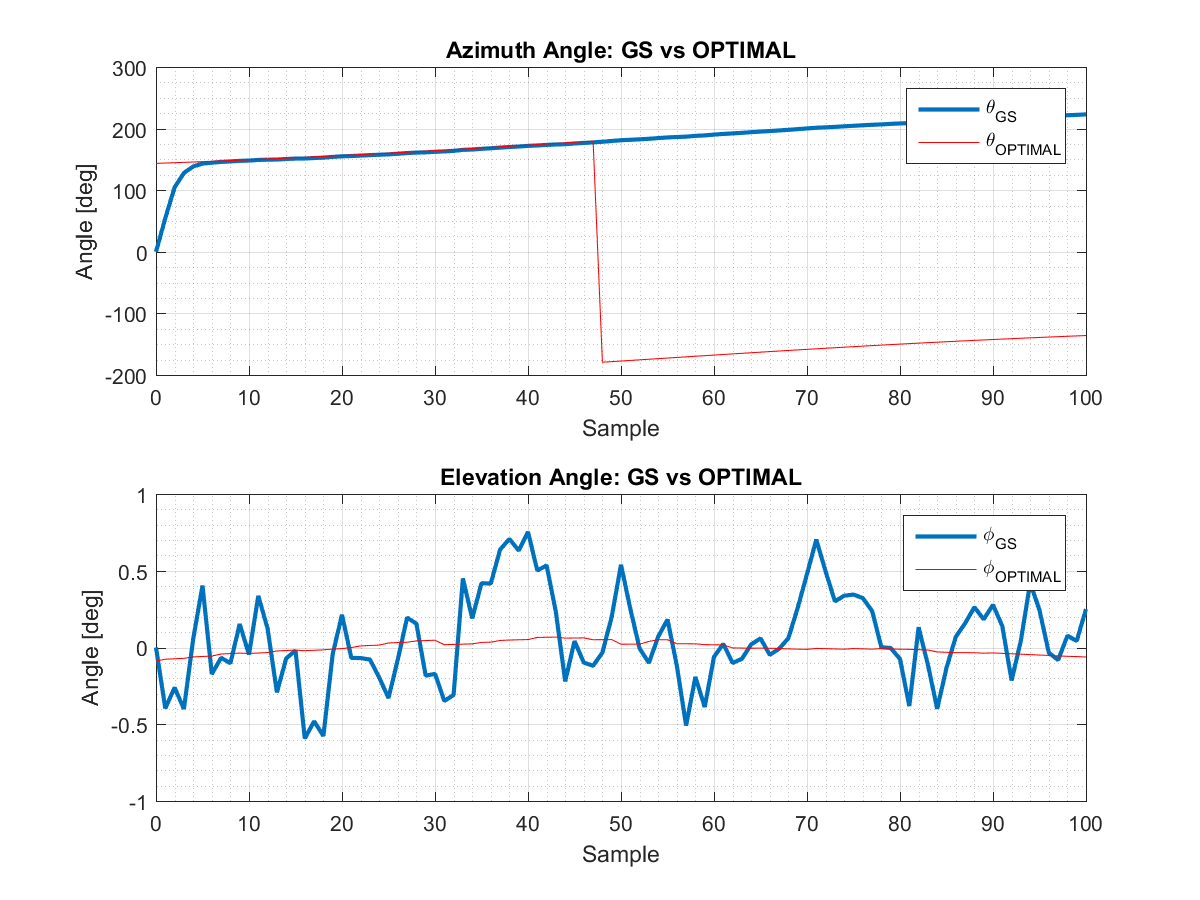 Azimuth Angle: GS vs OPTIMAL
300
200
100
0
-100
-200
Angle [deg]
θGS
θOPTIMAL
0 10 20 30 40 50 60 70 80 90 100
Sample
Elevation Angle: GS vs OPTIMAL
1
0.5
0
-0.5
-1
Angle [deg]
ϕGS
ϕOPTIMAL
0 10 20 30 40 50 60 70 80 90 100
Sample